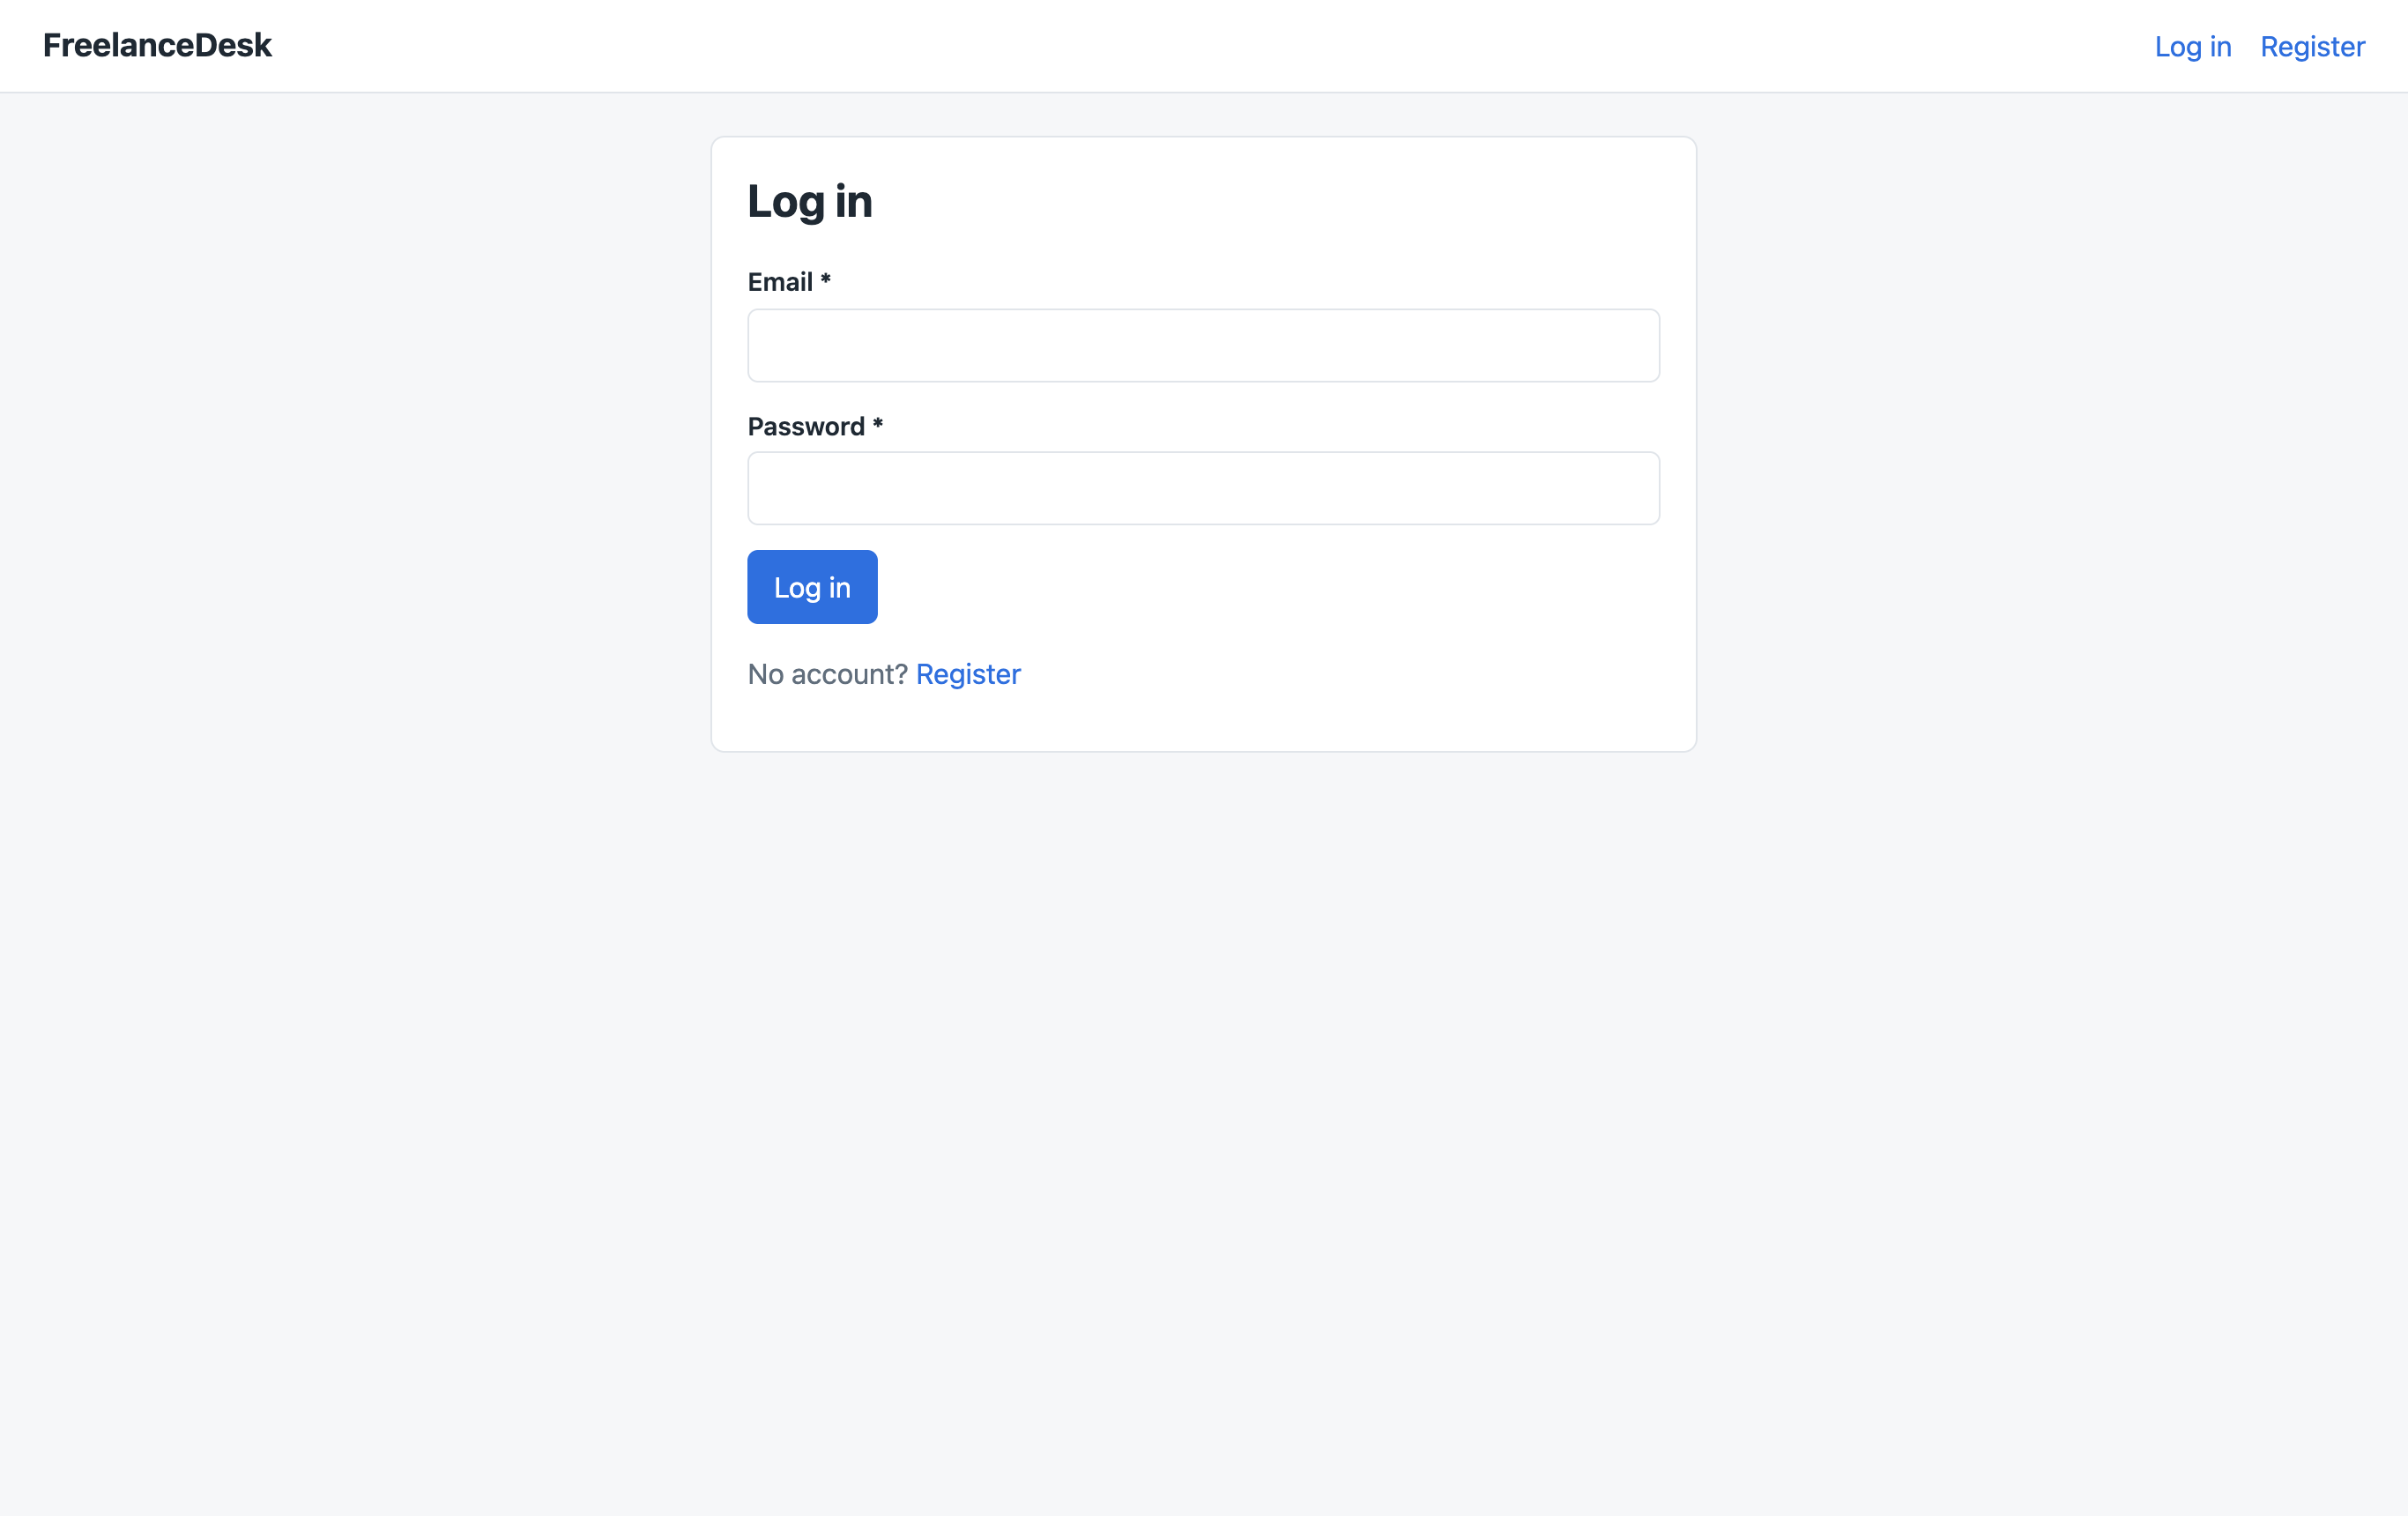 FreelanceDesk
Log in Register
Log in
Email *
Password *
Log in
No account? Register